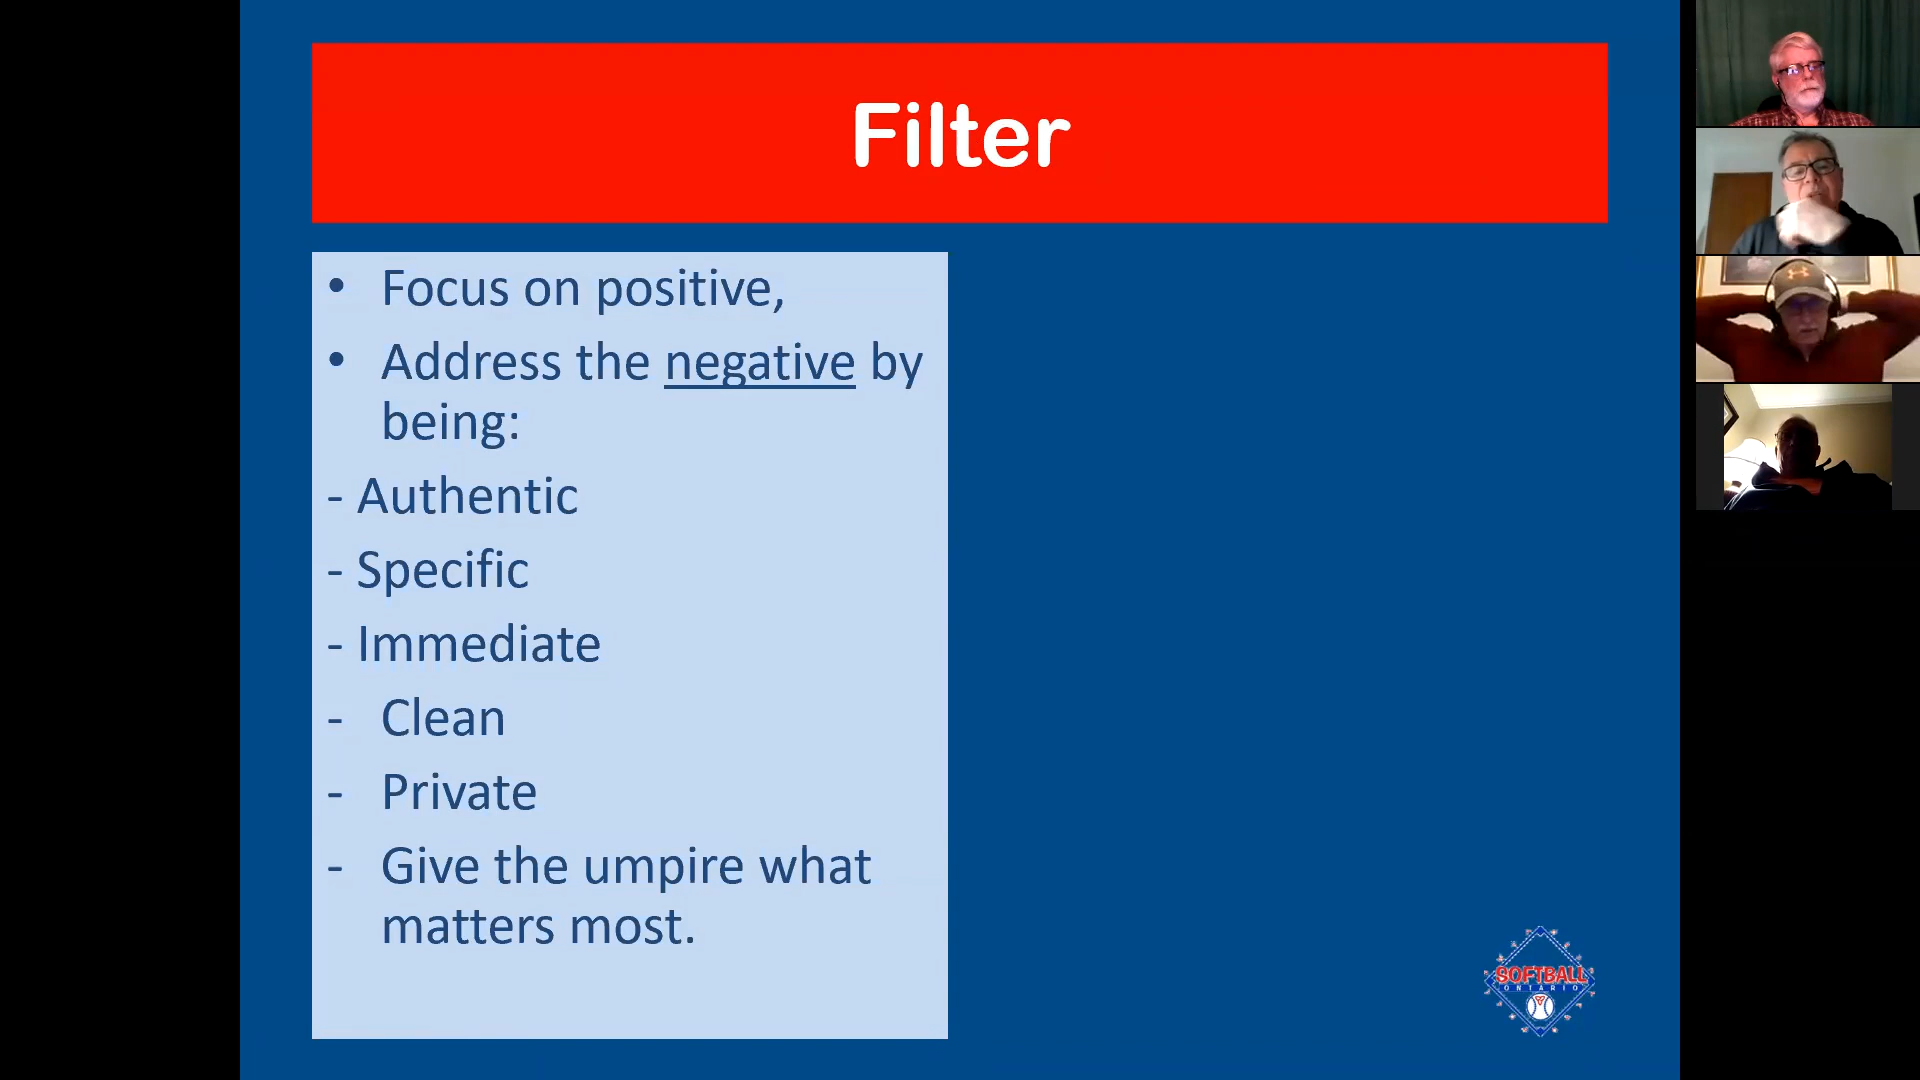 Filter
• Focus on positive,
• Address the negative by
being:
- Authentic
- Specific
- Immediate
- Clean
- Private
- Give the umpire what
matters most.
SOFTBALL
ONTARIO